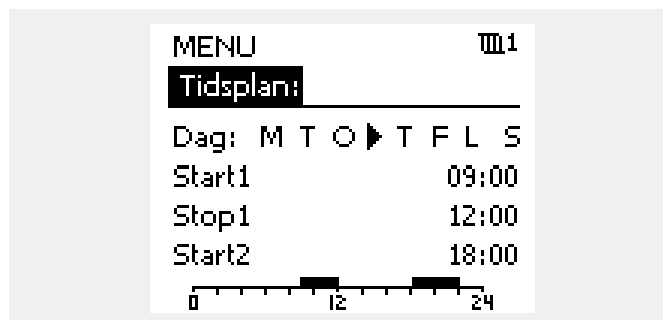 MENU 1
Tidsplan:
Dag: M T O T F L S
Start1 09:00
Stop1 12:00
Start2 18:00
0 12 24